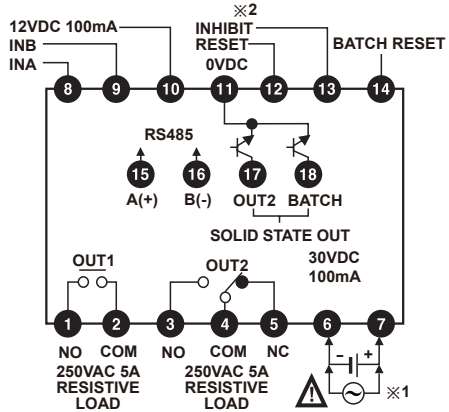 ※2
12VDC 100mA INHIBIT
INB RESET BATCH RESET
INA 0VDC
8 9 10 11 12 13 14
RS485
15 16 17 18
A(+) B(-) OUT2 BATCH
SOLID STATE OUT
30VDC
100mA
OUT1 OUT2
1 2 3 4 5 6 7
NO COM NO COM NC - +
250VAC 5A 250VAC 5A
RESISTIVE RESISTIVE
LOAD LOAD
! ※1